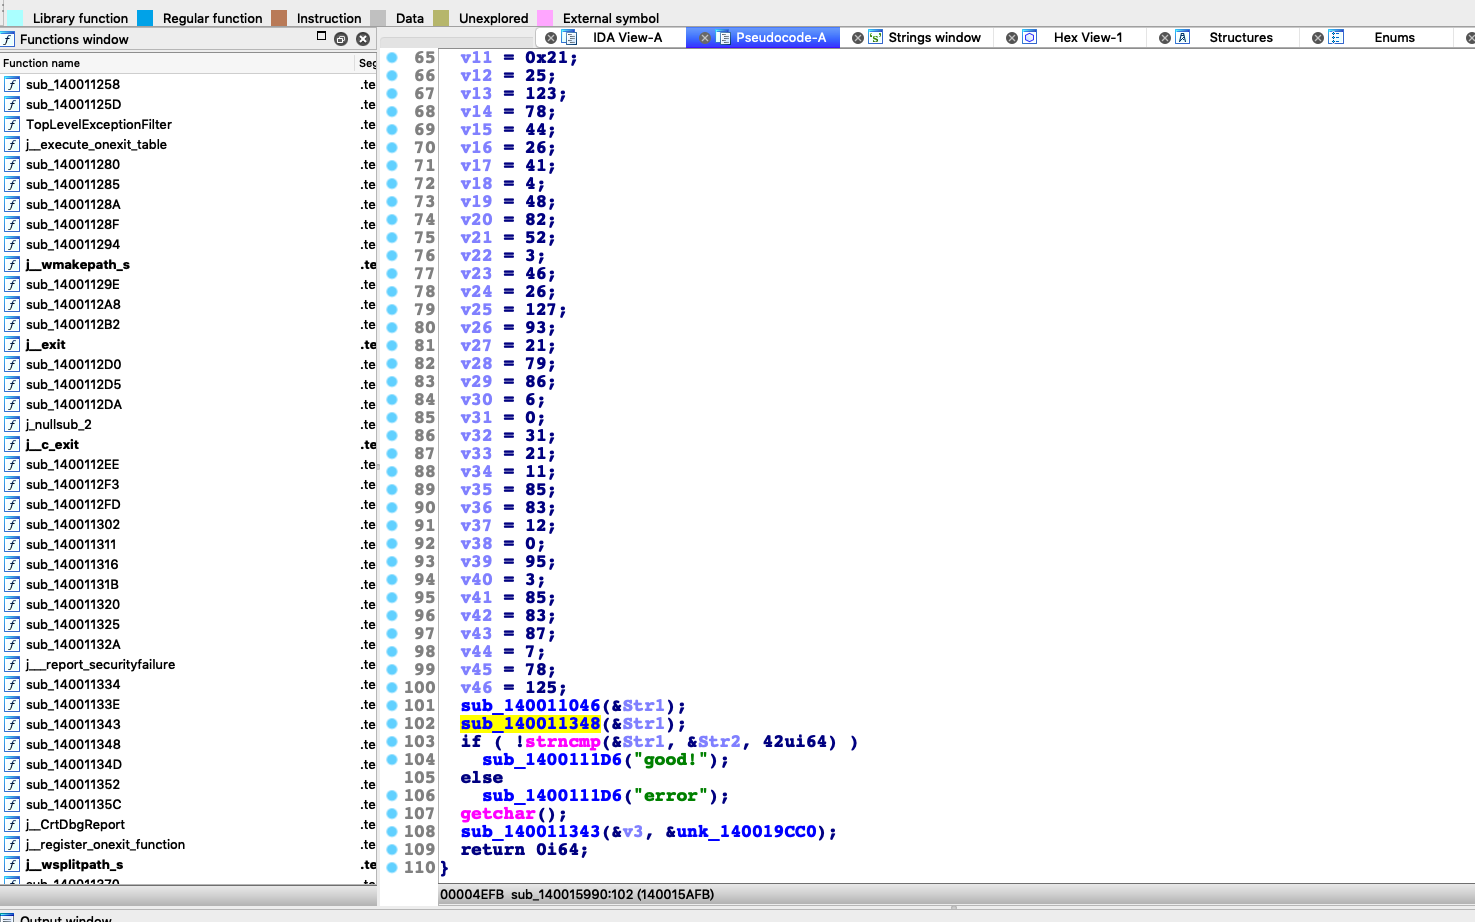 Library function Regular function Instruction Data Unexplored External symbol
Functions window
IDA View-A Pseudocode-A Strings window Hex View-1 Structures Enums
Function name Seg
sub_140011258 .te
sub_14001125D .te
TopLevelExceptionFilter .te
j__execute_onexit_table .te
sub_140011280 .te
sub_140011285 .te
sub_14001128A .te
sub_14001128F .te
sub_140011294 .te
j__wmakepath_s .te
sub_14001129E .te
sub_1400112A8 .te
sub_1400112B2 .te
j__exit .te
sub_1400112D0 .te
sub_1400112D5 .te
sub_1400112DA .te
j_nullsub_2 .te
j__c_exit .te
sub_1400112EE .te
sub_1400112F3 .te
sub_1400112FD .te
sub_140011302 .te
sub_140011311 .te
sub_140011316 .te
sub_14001131B .te
sub_140011320 .te
sub_140011325 .te
sub_14001132A .te
j___report_securityfailure .te
sub_140011334 .te
sub_14001133E .te
sub_140011343 .te
sub_140011348 .te
sub_14001134D .te
sub_140011352 .te
sub_14001135C .te
j__CrtDbgReport .te
j__register_onexit_function .te
j__wsplitpath_s .te
sub_140011370 .te
65 v11 = 0x21;
66 v12 = 25;
67 v13 = 123;
68 v14 = 78;
69 v15 = 44;
70 v16 = 26;
71 v17 = 41;
72 v18 = 4;
73 v19 = 48;
74 v20 = 82;
75 v21 = 52;
76 v22 = 3;
77 v23 = 46;
78 v24 = 26;
79 v25 = 127;
80 v26 = 93;
81 v27 = 21;
82 v28 = 79;
83 v29 = 86;
84 v30 = 6;
85 v31 = 0;
86 v32 = 31;
87 v33 = 21;
88 v34 = 11;
89 v35 = 85;
90 v36 = 83;
91 v37 = 12;
92 v38 = 0;
93 v39 = 95;
94 v40 = 3;
95 v41 = 85;
96 v42 = 83;
97 v43 = 87;
98 v44 = 7;
99 v45 = 78;
100 v46 = 125;
101 sub_140011046(&Str1);
102 sub_140011348(&Str1);
103 if ( !strncmp(&Str1, &Str2, 42ui64) )
104 sub_1400111D6("good!");
105 else
106 sub_1400111D6("error");
107 getchar();
108 sub_140011343(&v3, &unk_140019CC0);
109 return 0i64;
110 }
00004EFB sub_140015990:102 (140015AFB)
Output window